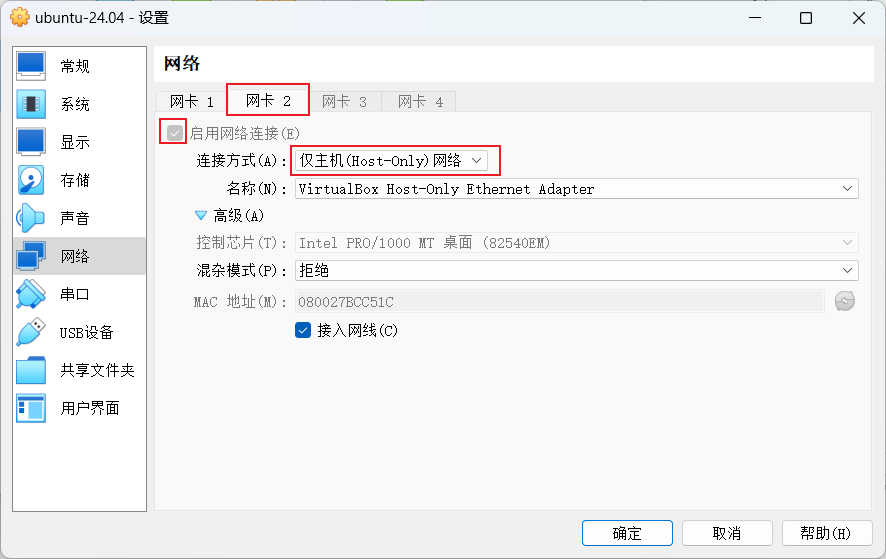 ubuntu-24.04 - 设置
常规
系统
显示
存储
声音
网络
串口
USB设备
共享文件夹
用户界面
网络
网卡 1 网卡 2 网卡 3 网卡 4
启用网络连接(E)
连接方式(A): 仅主机(Host-Only)网络
名称(N): VirtualBox Host-Only Ethernet Adapter
高级(A)
控制芯片(T): Intel PRO/1000 MT 桌面 (82540EM)
混杂模式(P): 拒绝
MAC 地址(M): 080027BCC51C
接入网线(C)
确定 取消 帮助(H)